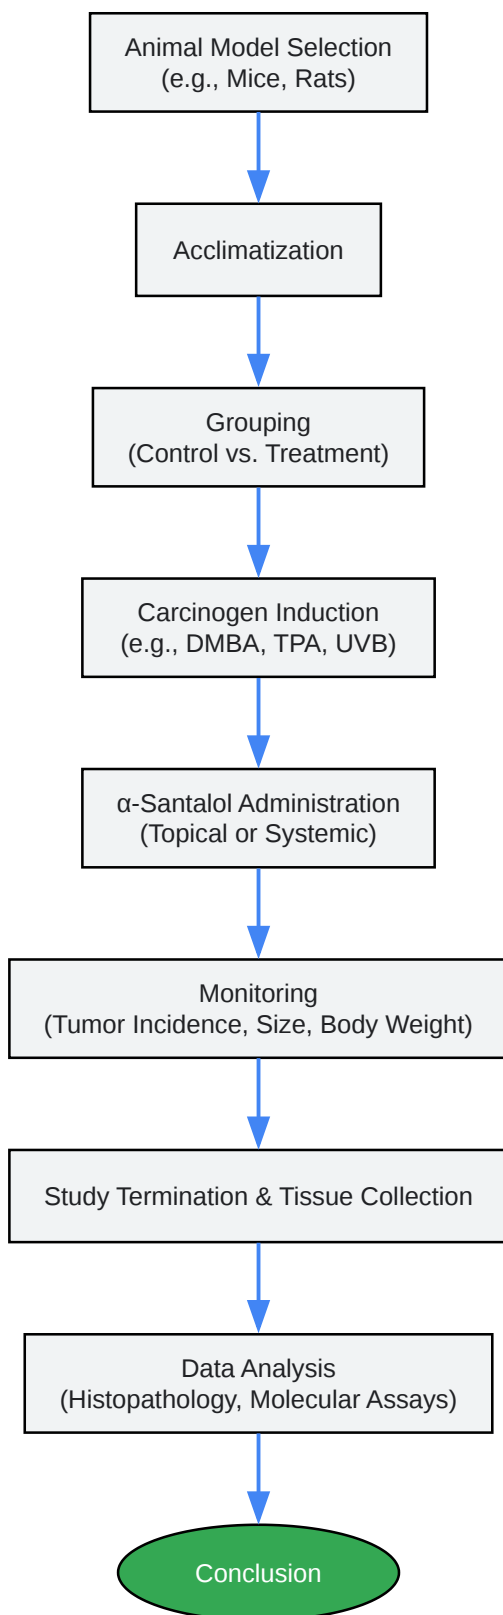 Animal Model Selection
(e.g., Mice, Rats)
Acclimatization
Grouping
(Control vs. Treatment)
Carcinogen Induction
(e.g., DMBA, TPA, UVB)
α-Santalol Administration
(Topical or Systemic)
Monitoring
(Tumor Incidence, Size, Body Weight)
Study Termination & Tissue Collection
Data Analysis
(Histopathology, Molecular Assays)
Conclusion